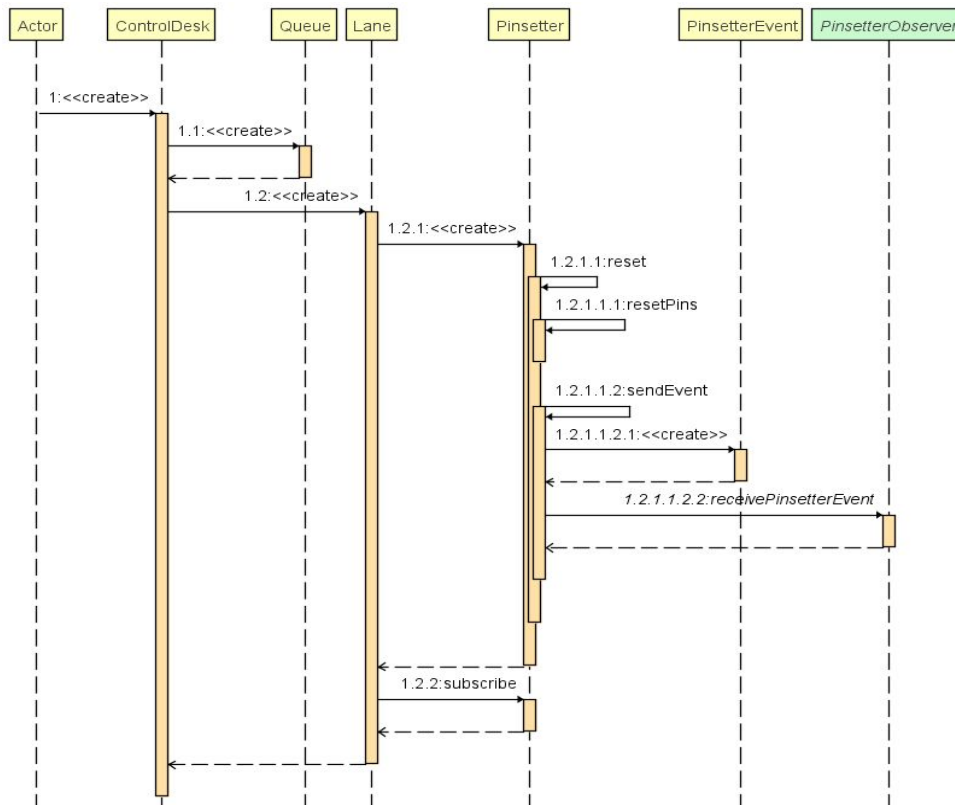 Actor
ControlDesk
Queue
Lane
Pinsetter
PinsetterEvent
PinsetterObserver
1:<<create>>
1.1:<<create>>
1.2:<<create>>
1.2.1:<<create>>
1.2.1.1:reset
1.2.1.1.1:resetPins
1.2.1.1.2:sendEvent
1.2.1.1.2.1:<<create>>
1.2.1.1.2.2:receivePinsetterEvent
1.2.2:subscribe